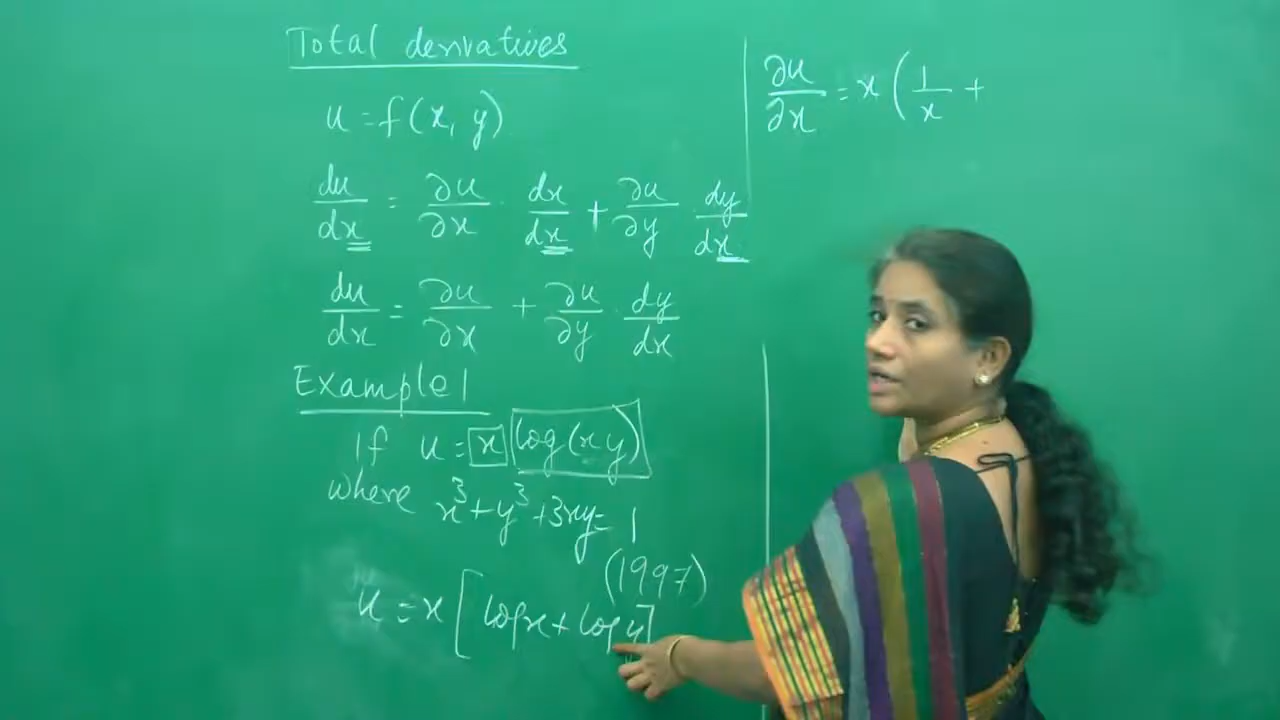 Total derivatives
u = f(x, y)
du/dx = ∂u/∂x · dx/dx + ∂u/∂y · dy/dx
du/dx = ∂u/∂x + ∂u/∂y · dy/dx
Example 1
If u = x log(xy)
where x³ + y³ + 3xy = 1
(1997)
u = x [log x + log y]
∂u/∂x = x ( 1/x +